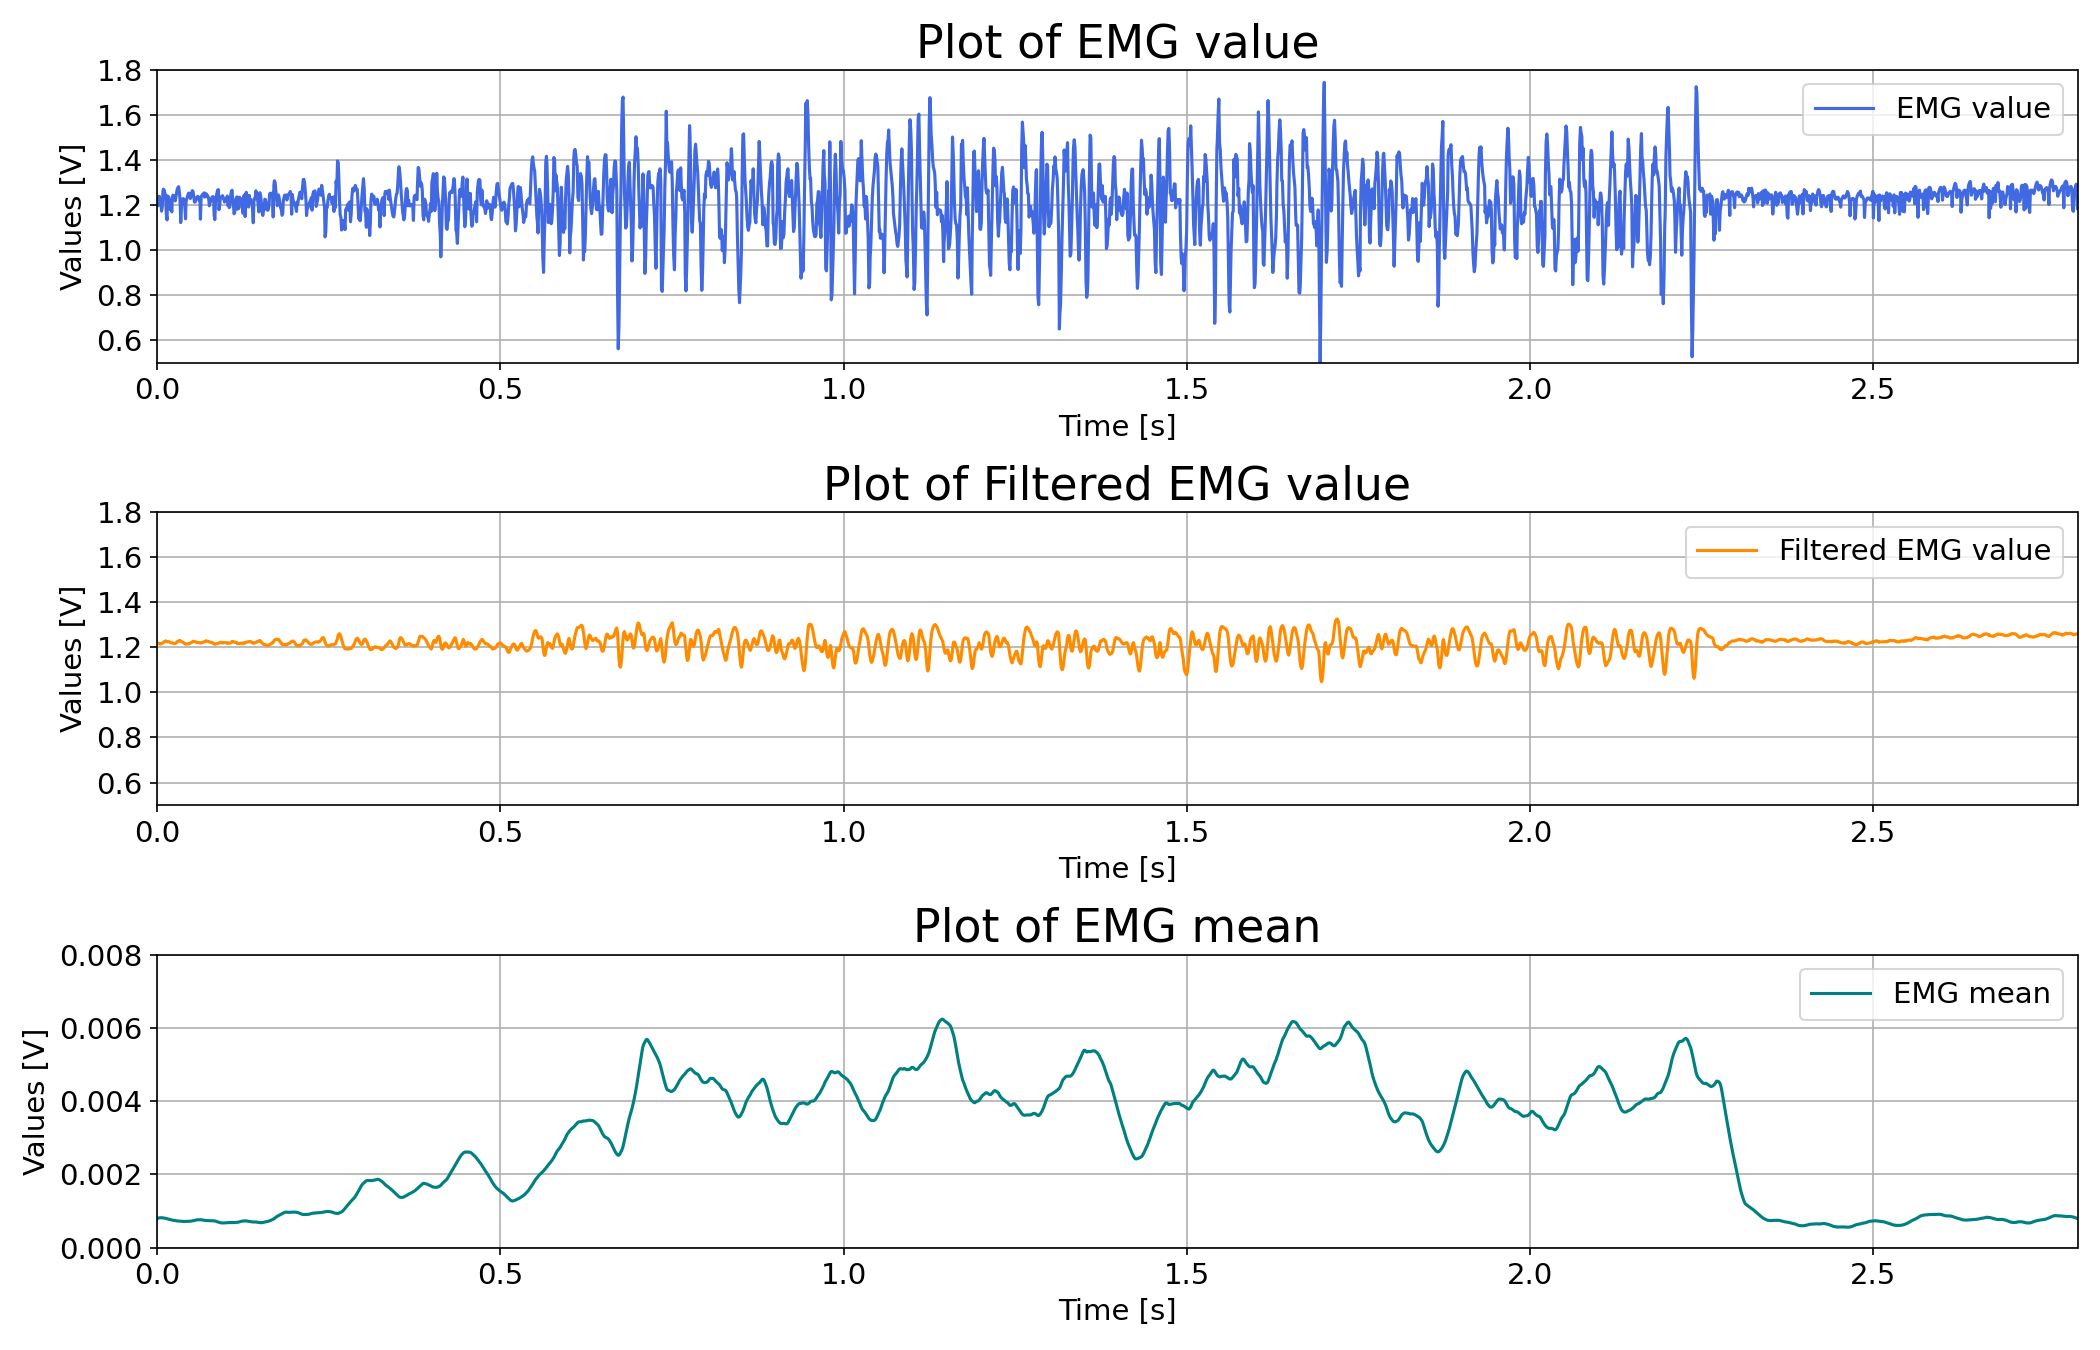 Plot of EMG value
Values [V]
1.8
1.6
1.4
1.2
1.0
0.8
0.6
EMG value
0.0 0.5 1.0 1.5 2.0 2.5
Time [s]
Plot of Filtered EMG value
Values [V]
1.8
1.6
1.4
1.2
1.0
0.8
0.6
Filtered EMG value
0.0 0.5 1.0 1.5 2.0 2.5
Time [s]
Plot of EMG mean
Values [V]
0.008
0.006
0.004
0.002
0.000
EMG mean
0.0 0.5 1.0 1.5 2.0 2.5
Time [s]